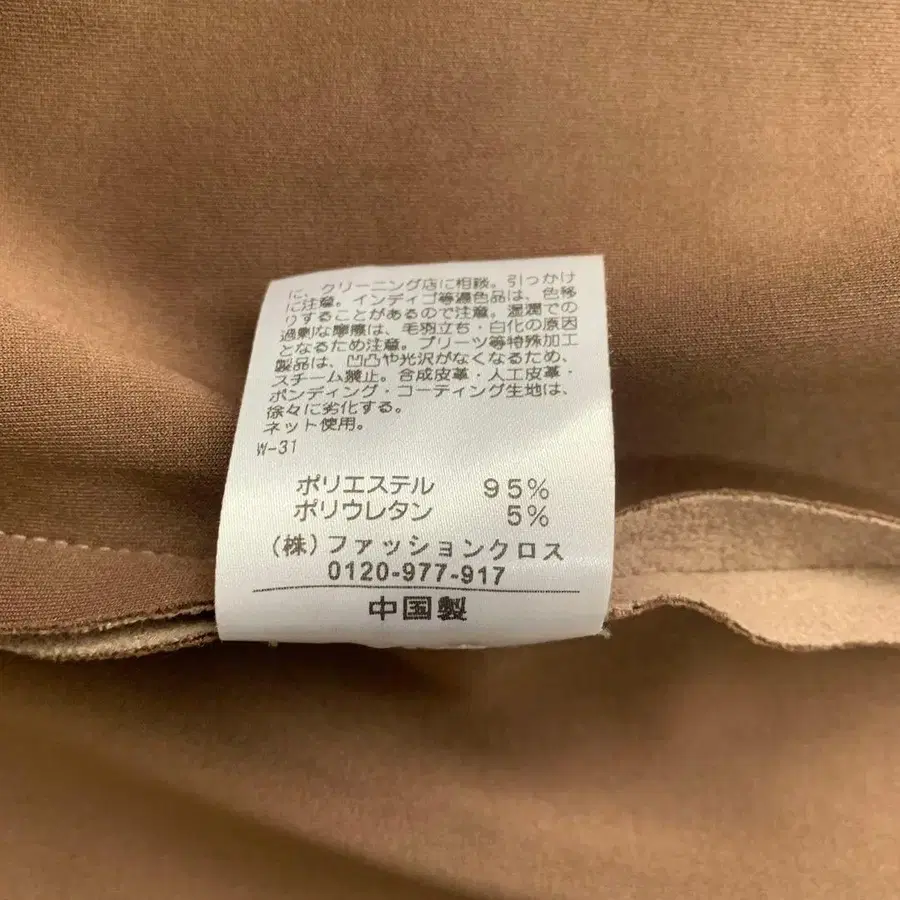 に、クリーニング店に相談。引っかけ
に注意。インディゴ等濃色品は、色移
りすることがあるので注意。湿潤での
過剰な摩擦は、毛羽立ち・白化の原因
となるため注意。プリーツ等特殊加工
製品は、凹凸や光沢がなくなるため、
スチーム禁止。合成皮革・人工皮革・
ボンディング・コーティング生地は、
徐々に劣化する。
ネット使用。
W-31
ポリエステル 95%
ポリウレタン 5%
(株)ファッションクロス
0120-977-917
中国製